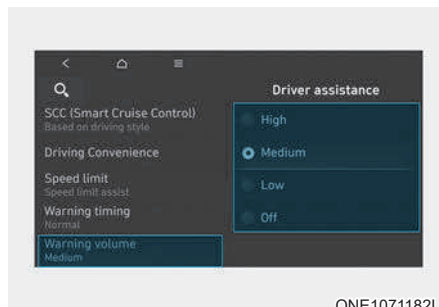 Driver assistance
SCC (Smart Cruise Control)
Based on driving style
Driving Convenience
Speed limit
Speed limit assist
Warning timing
Normal
Warning volume
Medium
High
Medium
Low
Off
ONE1071182L